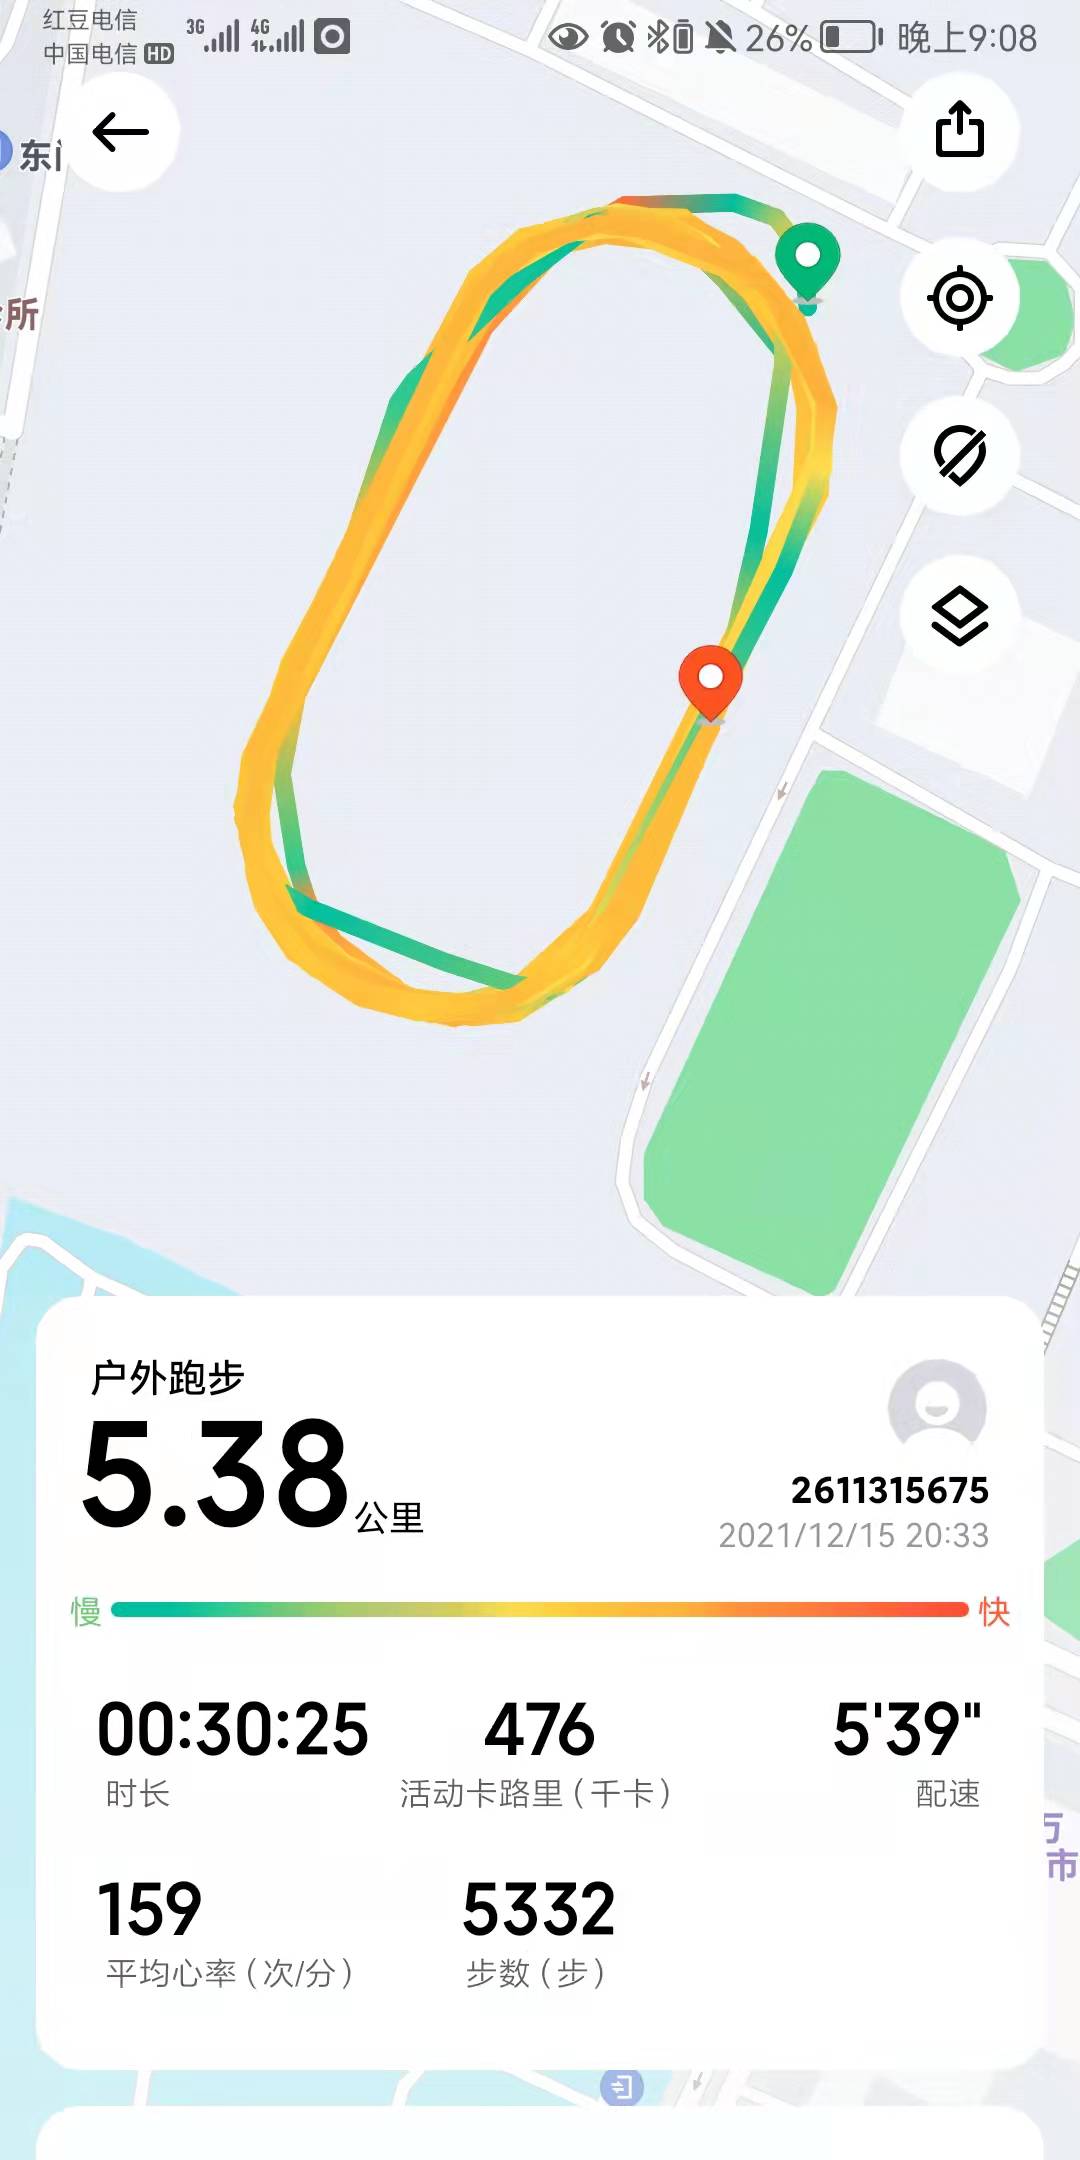 红豆电信
中国电信 HD
3G 4G
26% 晚上9:08
东门
所
户外跑步
5.38公里
2611315675
2021/12/15 20:33
慢 快
00:30:25 476 5'39"
时长 活动卡路里（千卡） 配速
159 5332
平均心率（次/分） 步数（步）
市